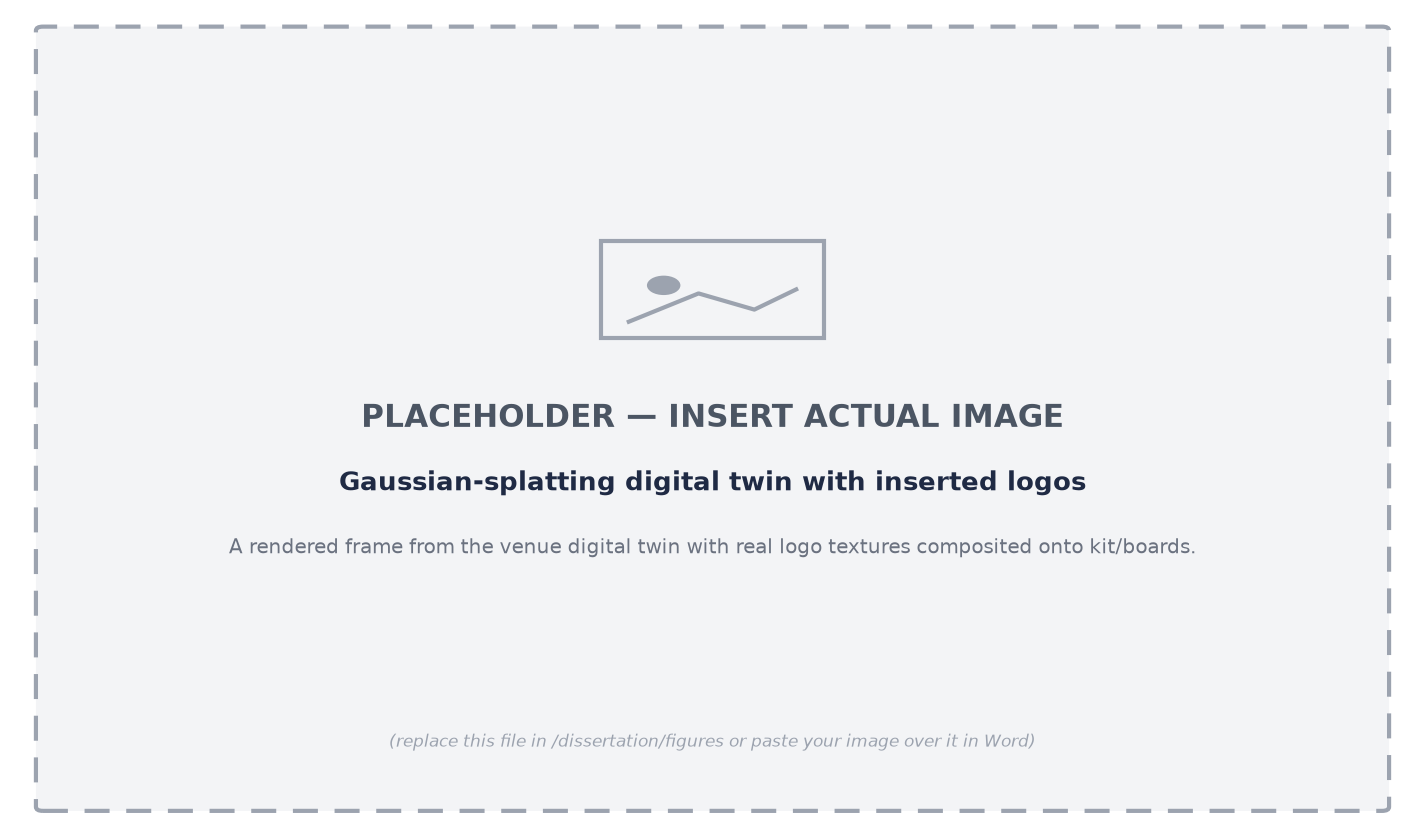 PLACEHOLDER — INSERT ACTUAL IMAGE
Gaussian-splatting digital twin with inserted logos
A rendered frame from the venue digital twin with real logo textures composited onto kit/boards.
(replace this file in /dissertation/figures or paste your image over it in Word)